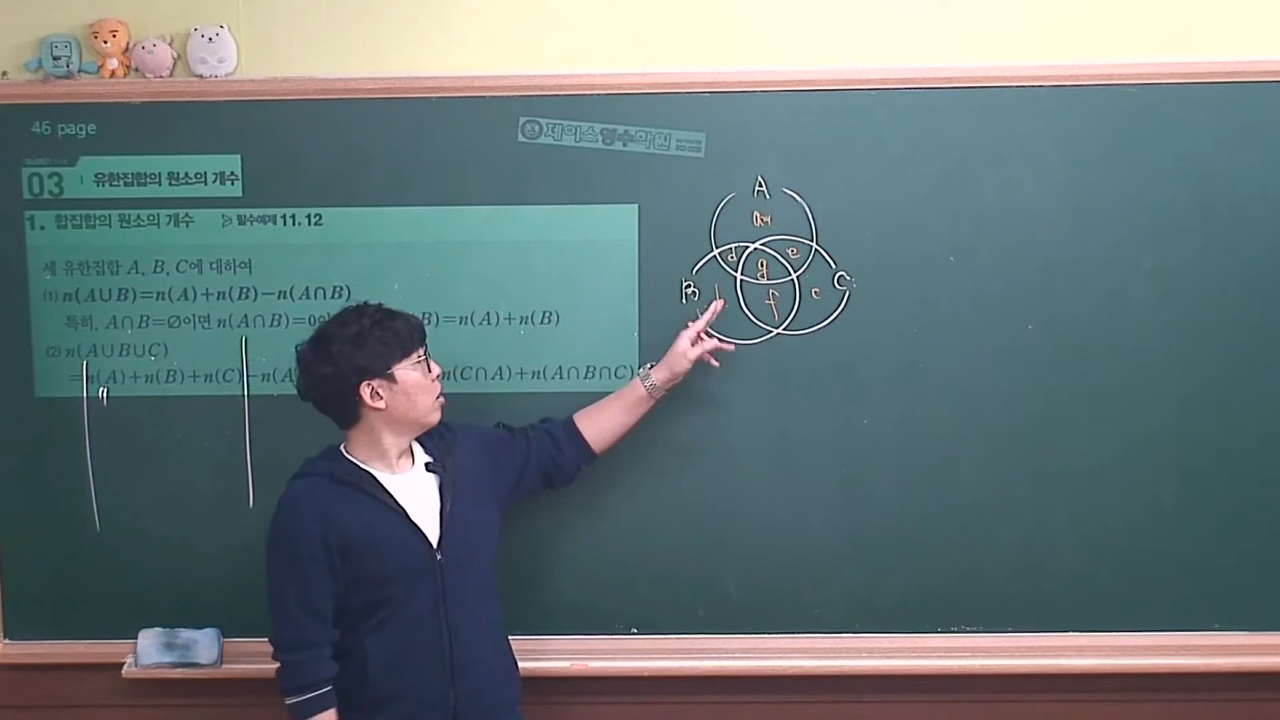 46 page
제이스영수학원
03 유한집합의 원소의 개수
1. 합집합의 원소의 개수 ▷ 필수예제 11, 12
세 유한집합 A, B, C에 대하여
(1) n(A∪B)=n(A)+n(B)-n(A∩B)
특히, A∩B=∅이면 n(A∩B)=0 B)=n(A)+n(B)
(2) n(A∪B∪C)
=n(A)+n(B)+n(C)-n(A n(C∩A)+n(A∩B∩C)
A
d e
g
B C
f c